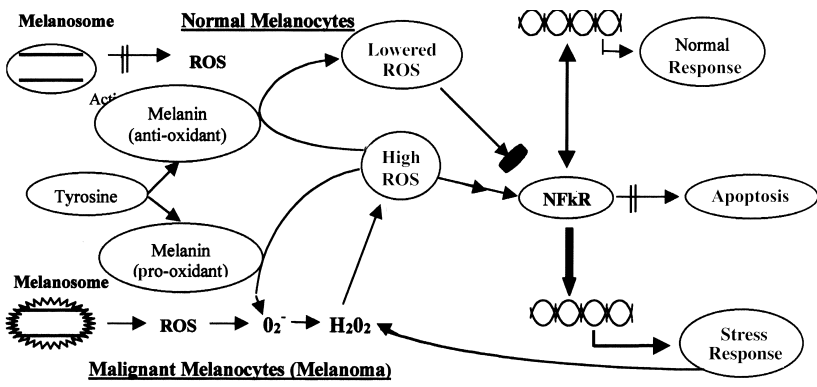 Normal Melanocytes
Melanosome
ROS
Lowered
ROS
Normal
Response
Melanin
(anti-oxidant)
High
ROS
Tyrosine
NFkR
Apoptosis
Melanin
(pro-oxidant)
Melanosome
ROS
02-
H202
Stress
Response
Malignant Melanocytes (Melanoma)